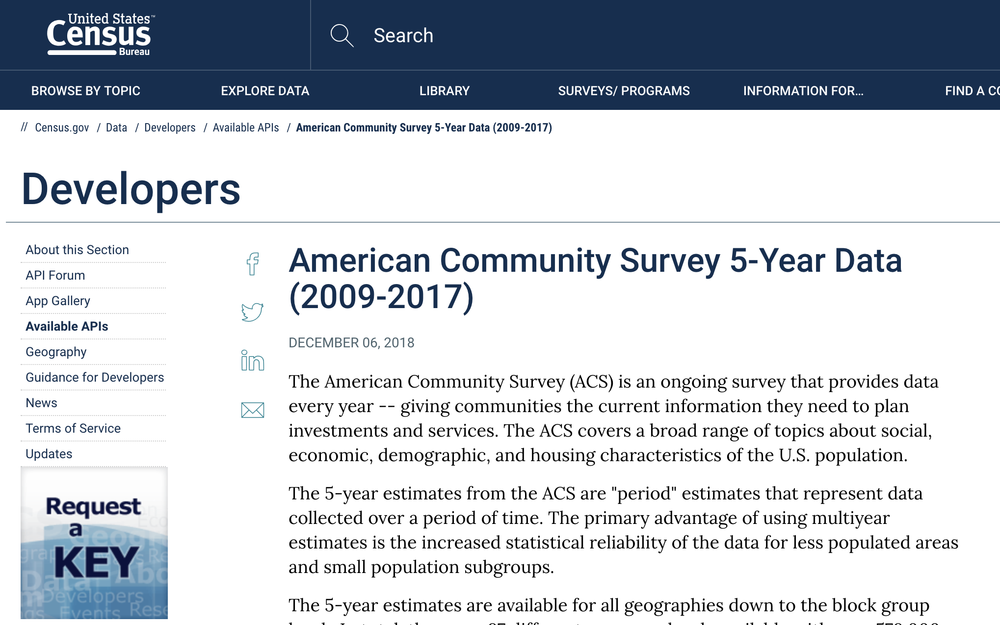 United States™
Census
Bureau
Search
BROWSE BY TOPIC
EXPLORE DATA
LIBRARY
SURVEYS/ PROGRAMS
INFORMATION FOR...
FIND A CO
// Census.gov / Data / Developers / Available APIs / American Community Survey 5-Year Data (2009-2017)
Developers
About this Section
API Forum
App Gallery
Available APIs
Geography
Guidance for Developers
News
Terms of Service
Updates
Request
a
KEY
Developers
Events
American Community Survey 5-Year Data
(2009-2017)
DECEMBER 06, 2018
The American Community Survey (ACS) is an ongoing survey that provides data
every year -- giving communities the current information they need to plan
investments and services. The ACS covers a broad range of topics about social,
economic, demographic, and housing characteristics of the U.S. population.
The 5-year estimates from the ACS are "period" estimates that represent data
collected over a period of time. The primary advantage of using multiyear
estimates is the increased statistical reliability of the data for less populated areas
and small population subgroups.
The 5-year estimates are available for all geographies down to the block group